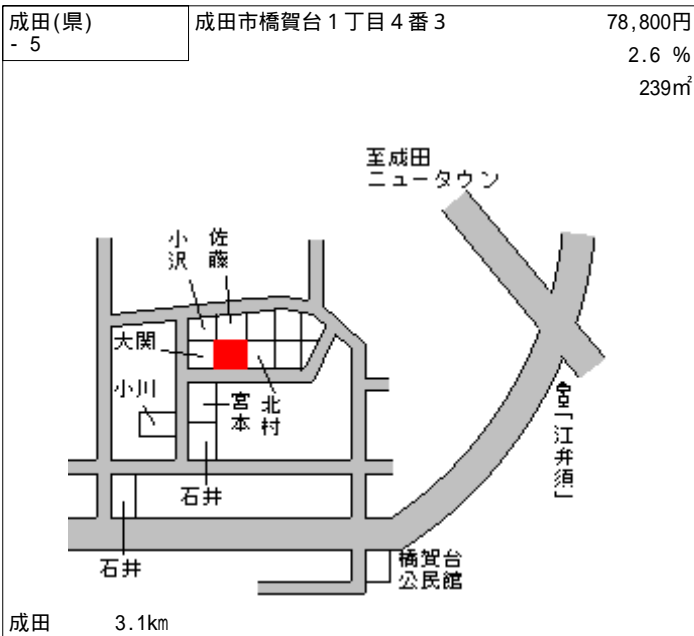 成田(県)
- 5
成田市橋賀台１丁目４番３
78,800円
2.6 %
239㎡
至成田
ニュータウン
小沢
佐藤
大関
小川
宮本
北村
石井
石井
「江弁須」
橋賀台
公民館
成田 3.1km